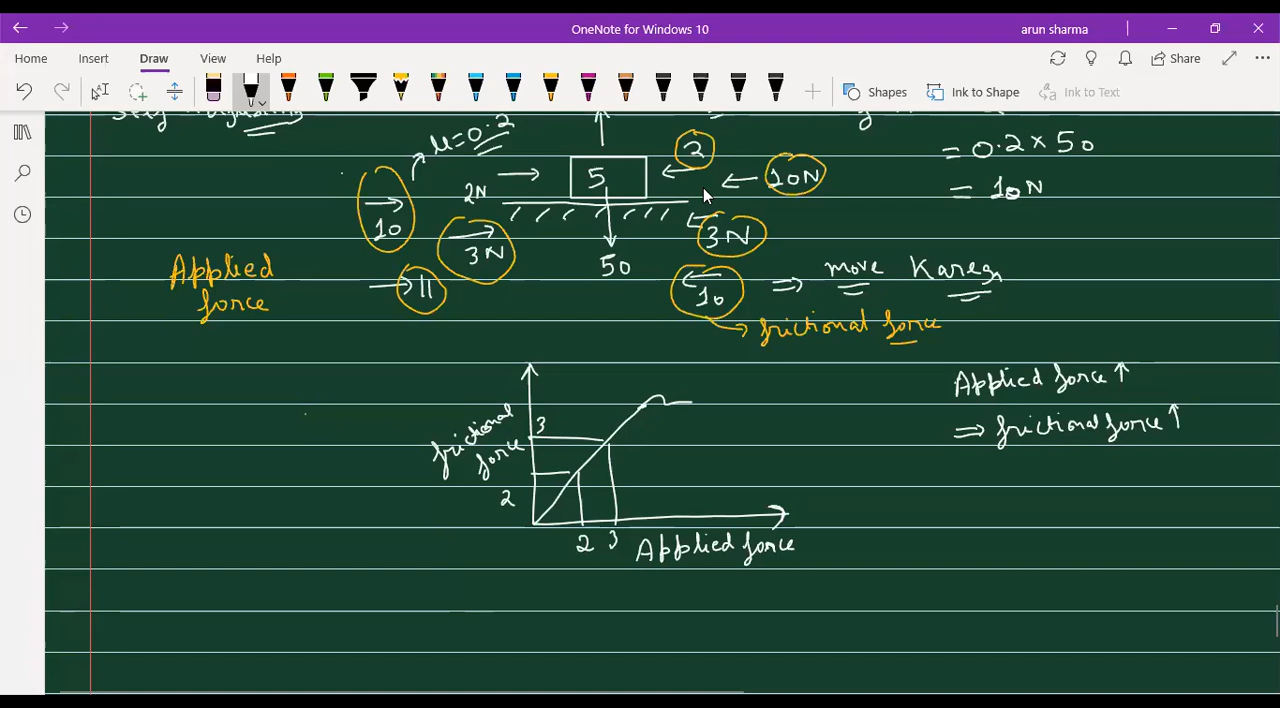 OneNote for Windows 10
arun sharma
Home Insert Draw View Help
Share
Shapes
Ink to Shape
Ink to Text
μ=0.2
= 0.2 × 50
= 10N
2N
5
2
10N
10
3N
3N
50
Applied
force
11
10
⇒ move Karega
frictional force
frictional
force
3
2
2 3 Applied force
Applied force ↑
⇒ frictional force ↑